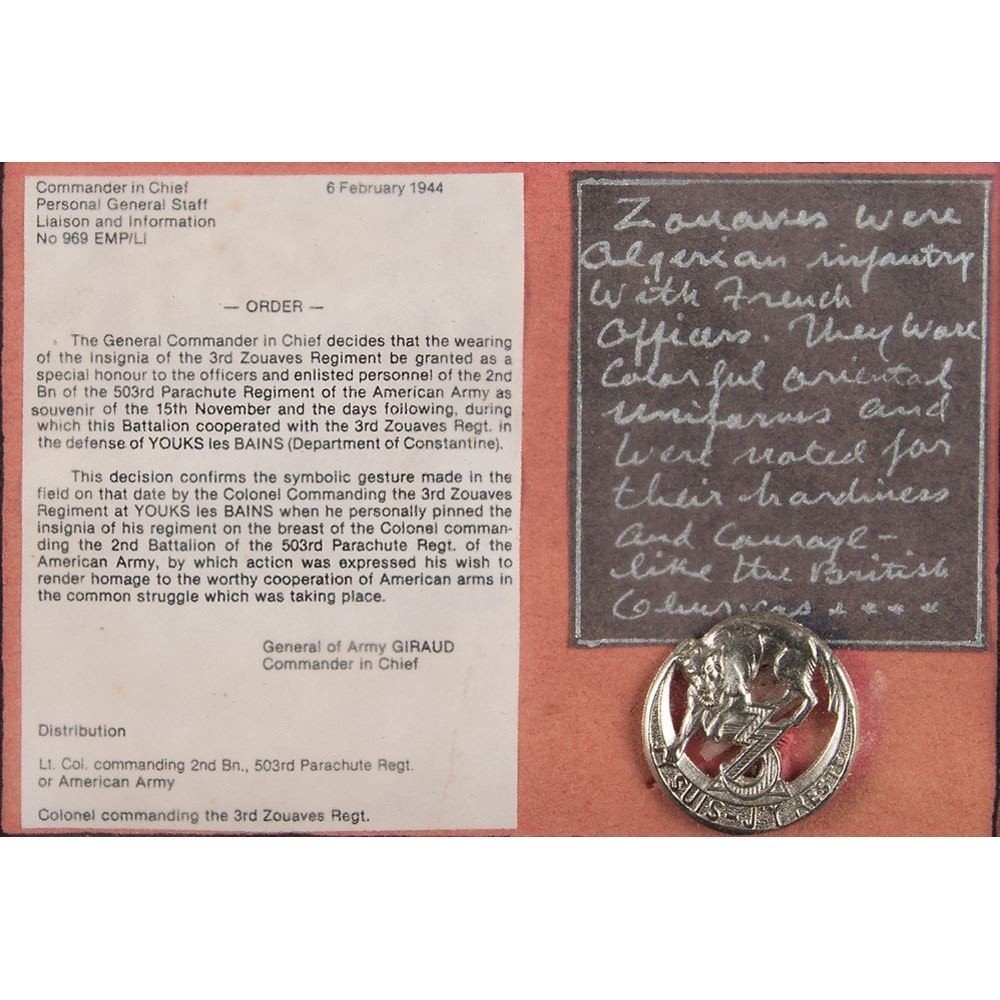 Commander in Chief 6 February 1944
Personal General Staff
Liaison and Information
No 969 EMP/LI
— ORDER —
The General Commander in Chief decides that the wearing
of the insignia of the 3rd Zouaves Regiment be granted as a
special honour to the officers and enlisted personnel of the 2nd
Bn of the 503rd Parachute Regiment of the American Army as
souvenir of the 15th November and the days following, during
which this Battalion cooperated with the 3rd Zouaves Regt. in
the defense of YOUKS les BAINS (Department of Constantine).
This decision confirms the symbolic gesture made in the
field on that date by the Colonel Commanding the 3rd Zouaves
Regiment at YOUKS les BAINS when he personally pinned the
insignia of his regiment on the breast of the Colonel comman-
ding the 2nd Battalion of the 503rd Parachute Regt. of the
American Army, by which action was expressed his wish to
render homage to the worthy cooperation of American arms in
the common struggle which was taking place.
General of Army GIRAUD
Commander in Chief
Distribution
Lt. Col. commanding 2nd Bn., 503rd Parachute Regt.
or American Army
Colonel commanding the 3rd Zouaves Regt.
Zouaves were
Algerian infantry
With French
Officers. They wore
Colorful oriental
uniforms and
were noted for
their hardiness
and Courage -
like the British
3
J'Y SUIS - J'Y RESTE